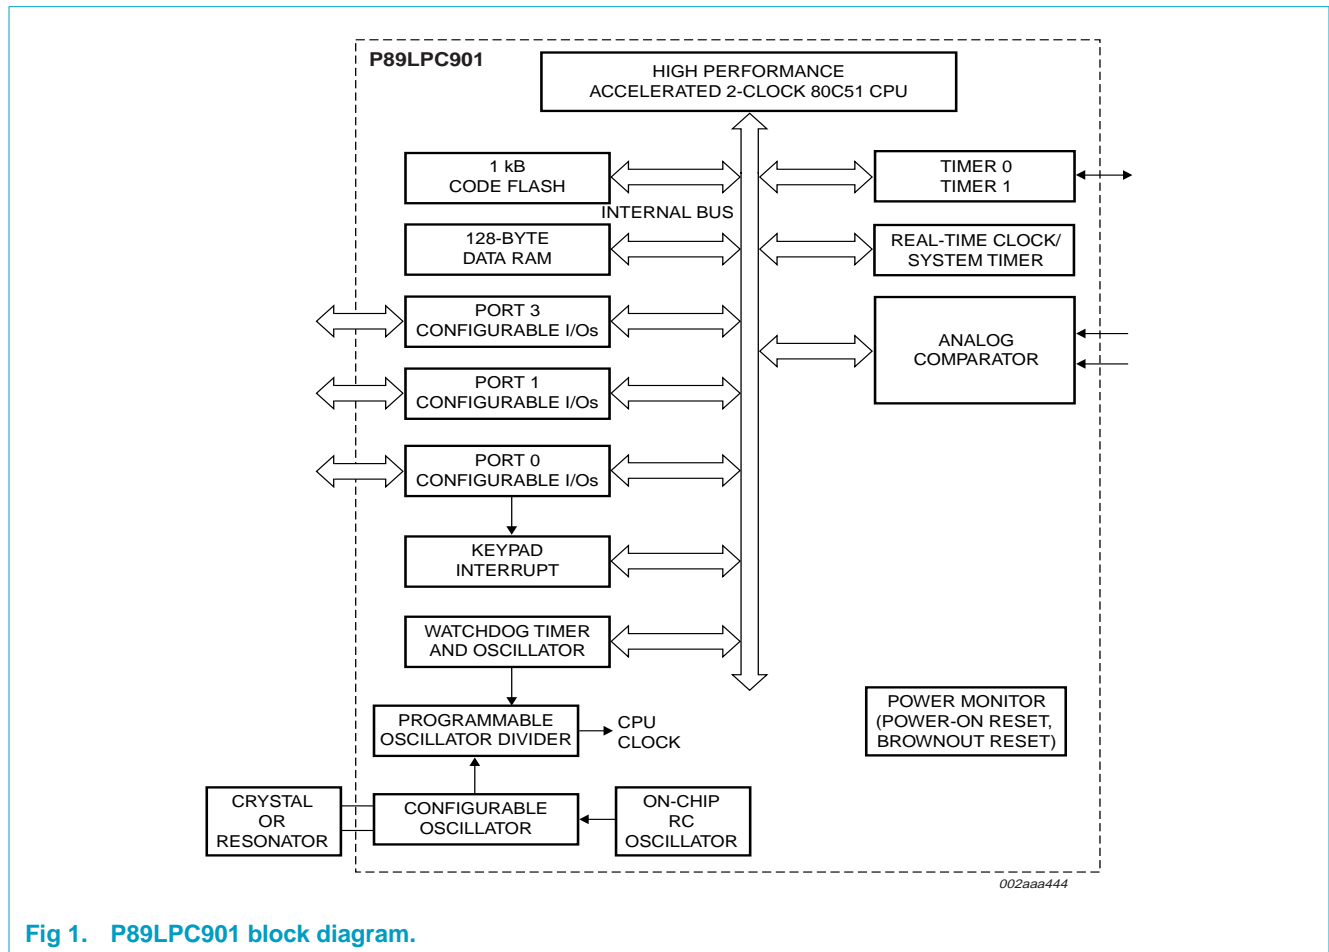 P89LPC901
HIGH PERFORMANCE
ACCELERATED 2-CLOCK 80C51 CPU
1 kB
CODE FLASH
TIMER 0
TIMER 1
INTERNAL BUS
128-BYTE
DATA RAM
REAL-TIME CLOCK/
SYSTEM TIMER
PORT 3
CONFIGURABLE I/Os
ANALOG
COMPARATOR
PORT 1
CONFIGURABLE I/Os
PORT 0
CONFIGURABLE I/Os
KEYPAD
INTERRUPT
WATCHDOG TIMER
AND OSCILLATOR
POWER MONITOR
(POWER-ON RESET,
BROWNOUT RESET)
PROGRAMMABLE
OSCILLATOR DIVIDER
CPU
CLOCK
CRYSTAL
OR
RESONATOR
CONFIGURABLE
OSCILLATOR
ON-CHIP
RC
OSCILLATOR
002aaa444
Fig 1. P89LPC901 block diagram.